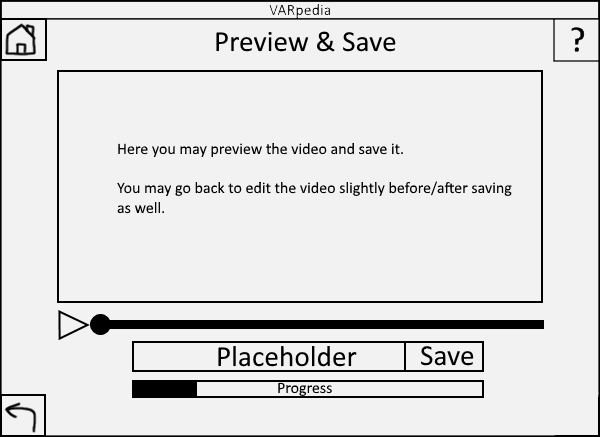 VARpedia
Preview & Save
?
Here you may preview the video and save it.
You may go back to edit the video slightly before/after saving
as well.
Placeholder
Save
Progress